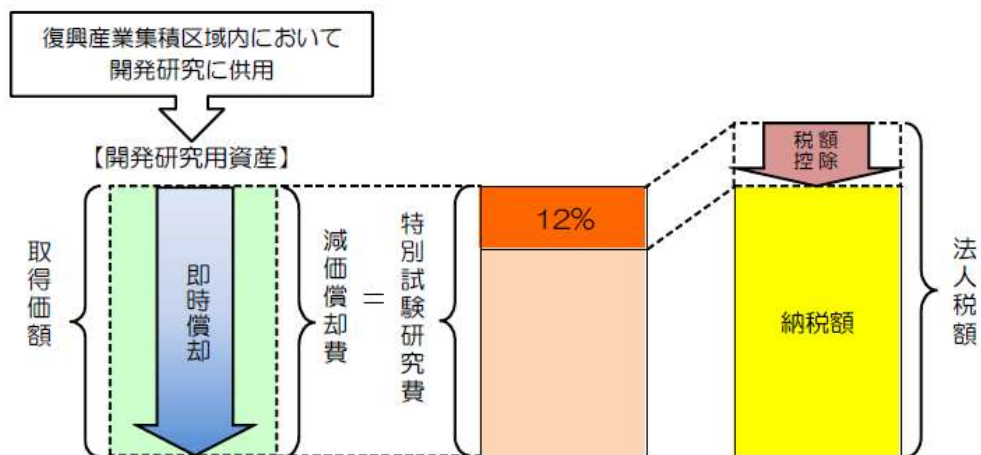 復興産業集積区域内において
開発研究に供用
【開発研究用資産】
取得価額
即時償却
減価償却費
＝
特別試験研究費
12%
税額
控除
納税額
法人税額